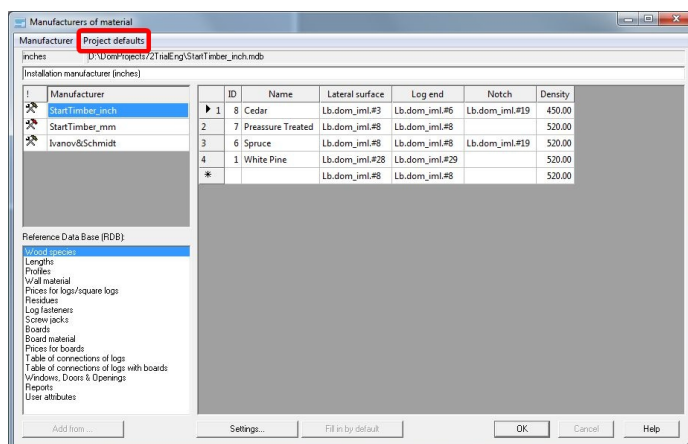 Manufacturers of material
Manufacturer Project defaults
inches D:\DomProjects72TrialEng\StartTimber_inch.mdb
Installation manufacturer (inches)
! Manufacturer
StartTimber_inch
StartTimber_mm
Ivanov&Schmidt
ID Name Lateral surface Log end Notch Density
1 8 Cedar Lb.dom_iml.#3 Lb.dom_iml.#6 Lb.dom_iml.#19 450.00
2 7 Preassure Treated Lb.dom_iml.#8 Lb.dom_iml.#8 520.00
3 6 Spruce Lb.dom_iml.#8 Lb.dom_iml.#8 Lb.dom_iml.#19 520.00
4 1 White Pine Lb.dom_iml.#28 Lb.dom_iml.#29 520.00
* Lb.dom_iml.#8 Lb.dom_iml.#8 520.00
Reference Data Base (RDB):
Wood species
Lengths
Profiles
Wall material
Prices for logs/square logs
Residues
Log fasteners
Screw jacks
Boards
Board material
Prices for boards
Table of connections of logs
Table of connections of logs with boards
Windows, Doors & Openings
Reports
User attributes
Add from ... Settings... Fill in by default OK Cancel Help